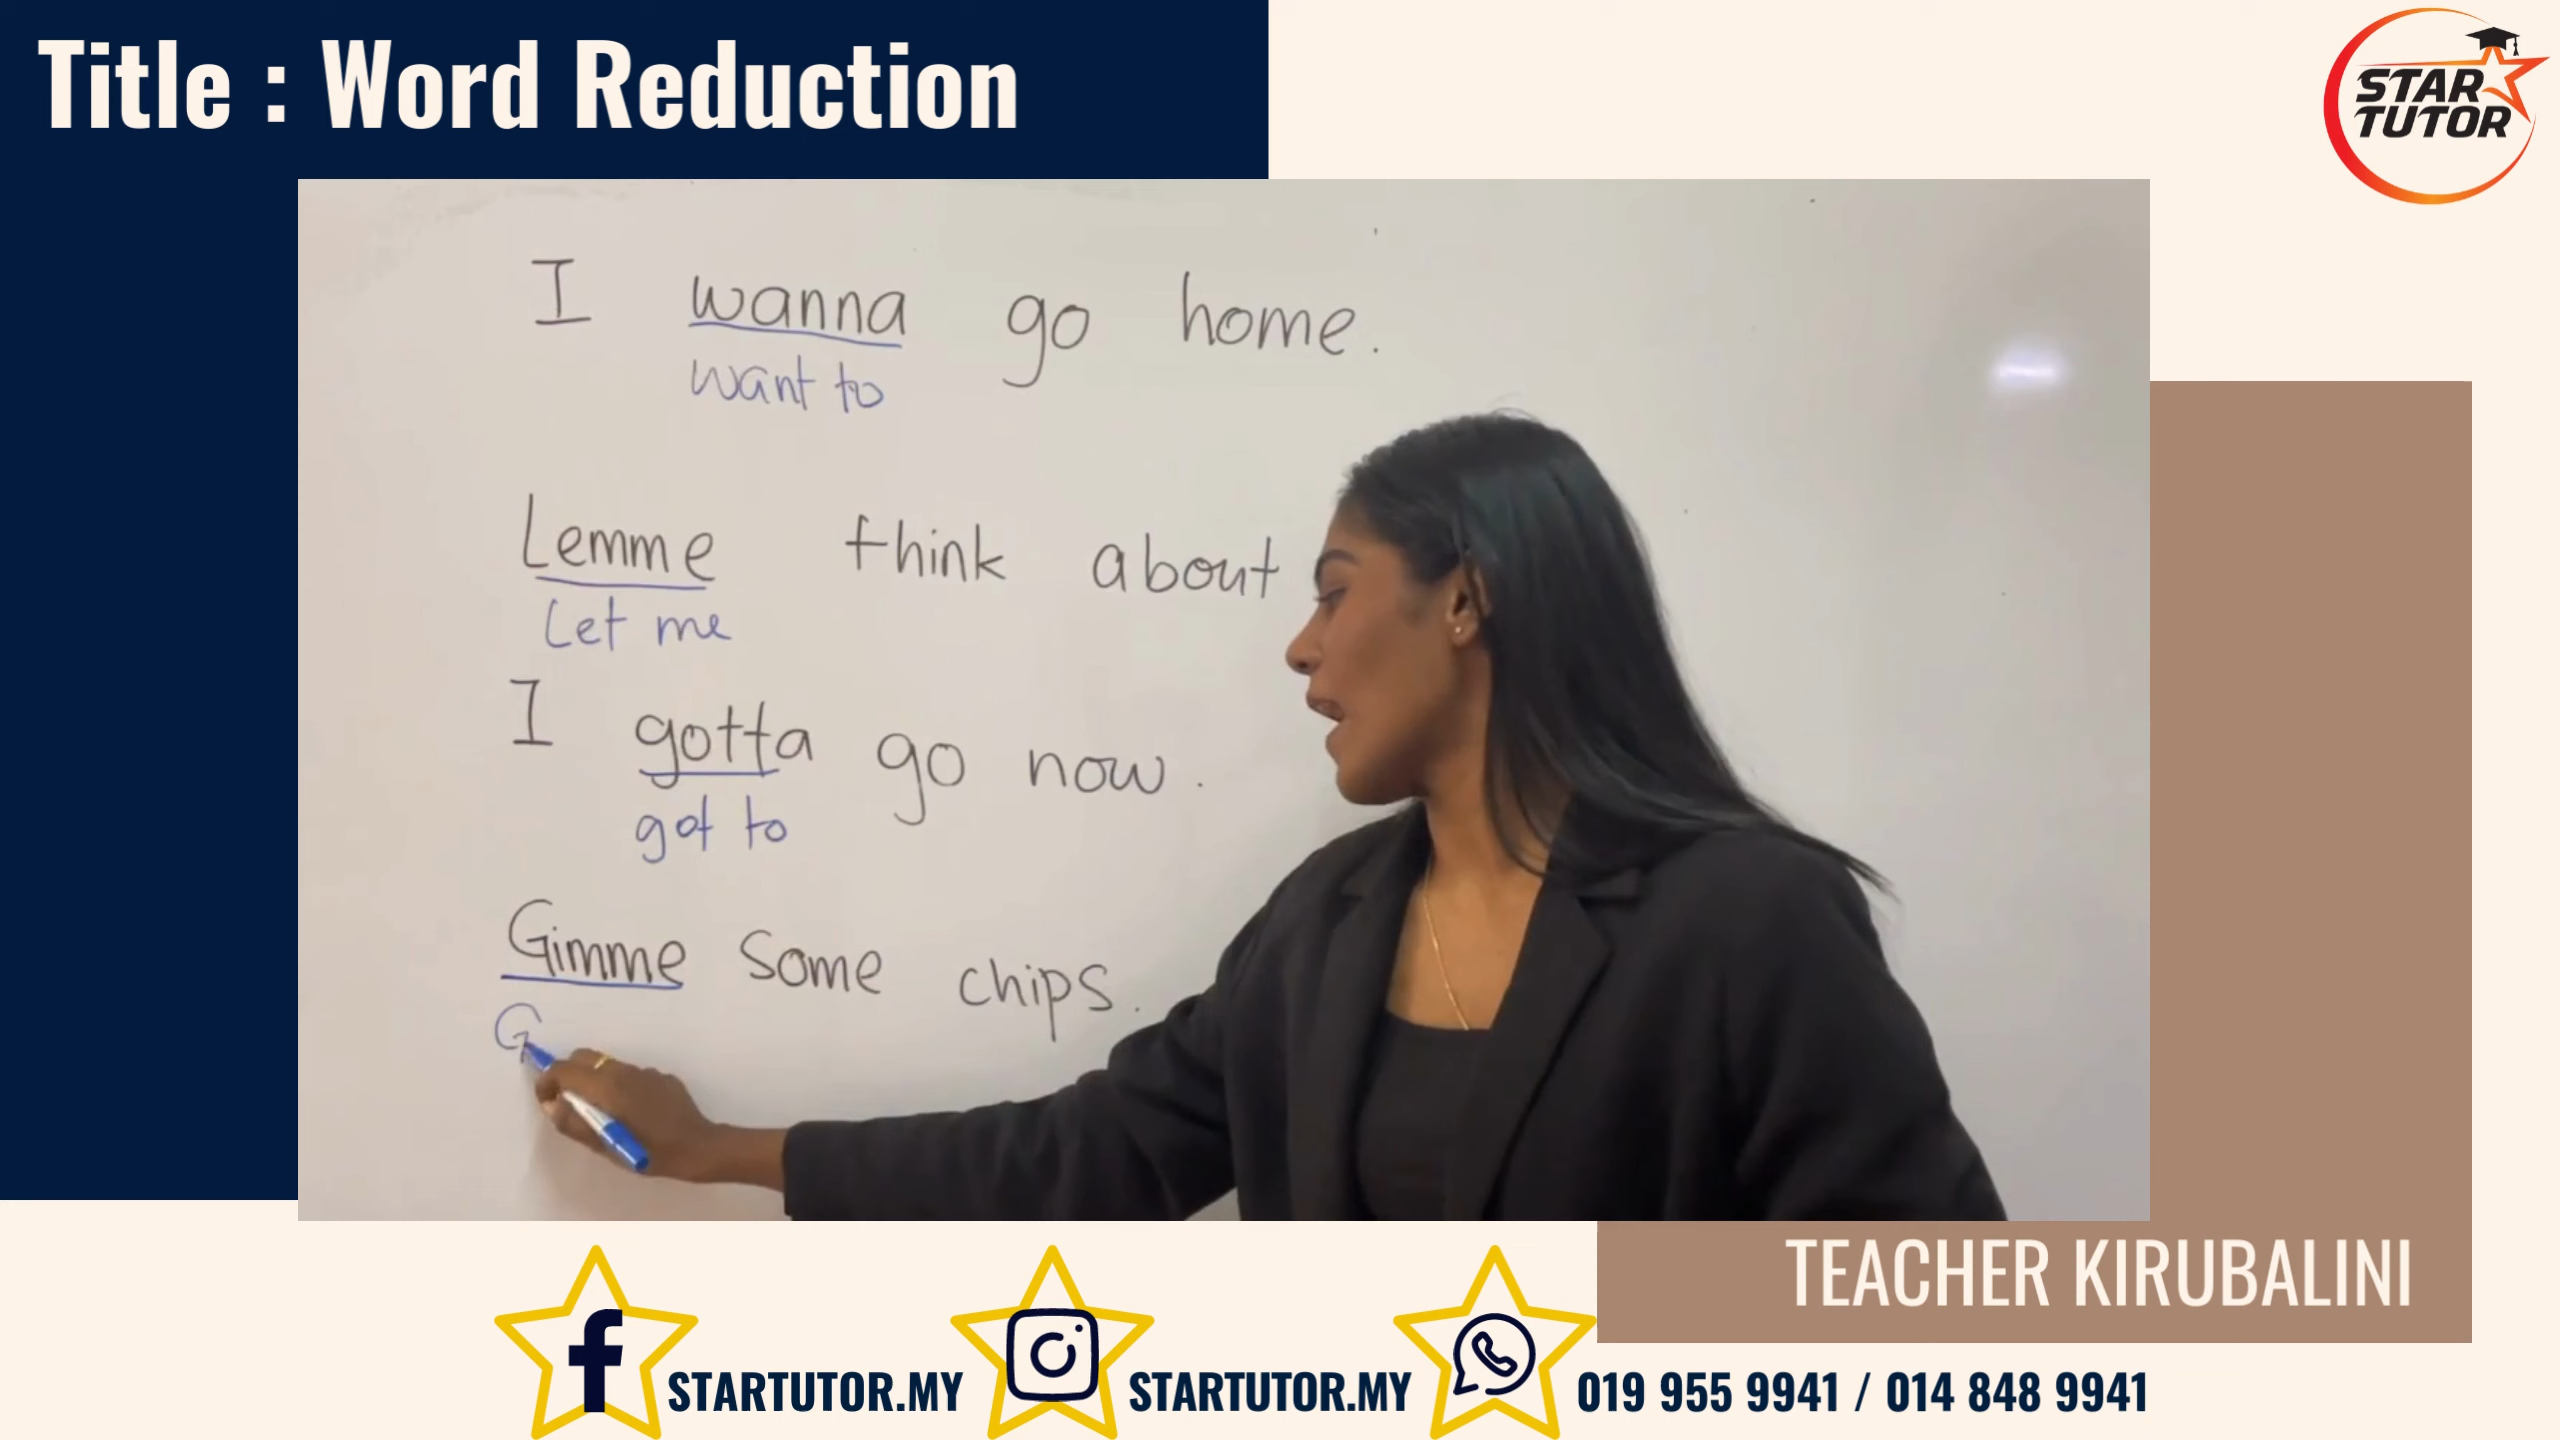 Title : Word Reduction
STAR
TUTOR
I wanna go home.
want to
Lemme think about
Let me
I gotta go now.
got to
Gimme some chips.
G
TEACHER KIRUBALINI
STARTUTOR.MY STARTUTOR.MY 019 955 9941 / 014 848 9941